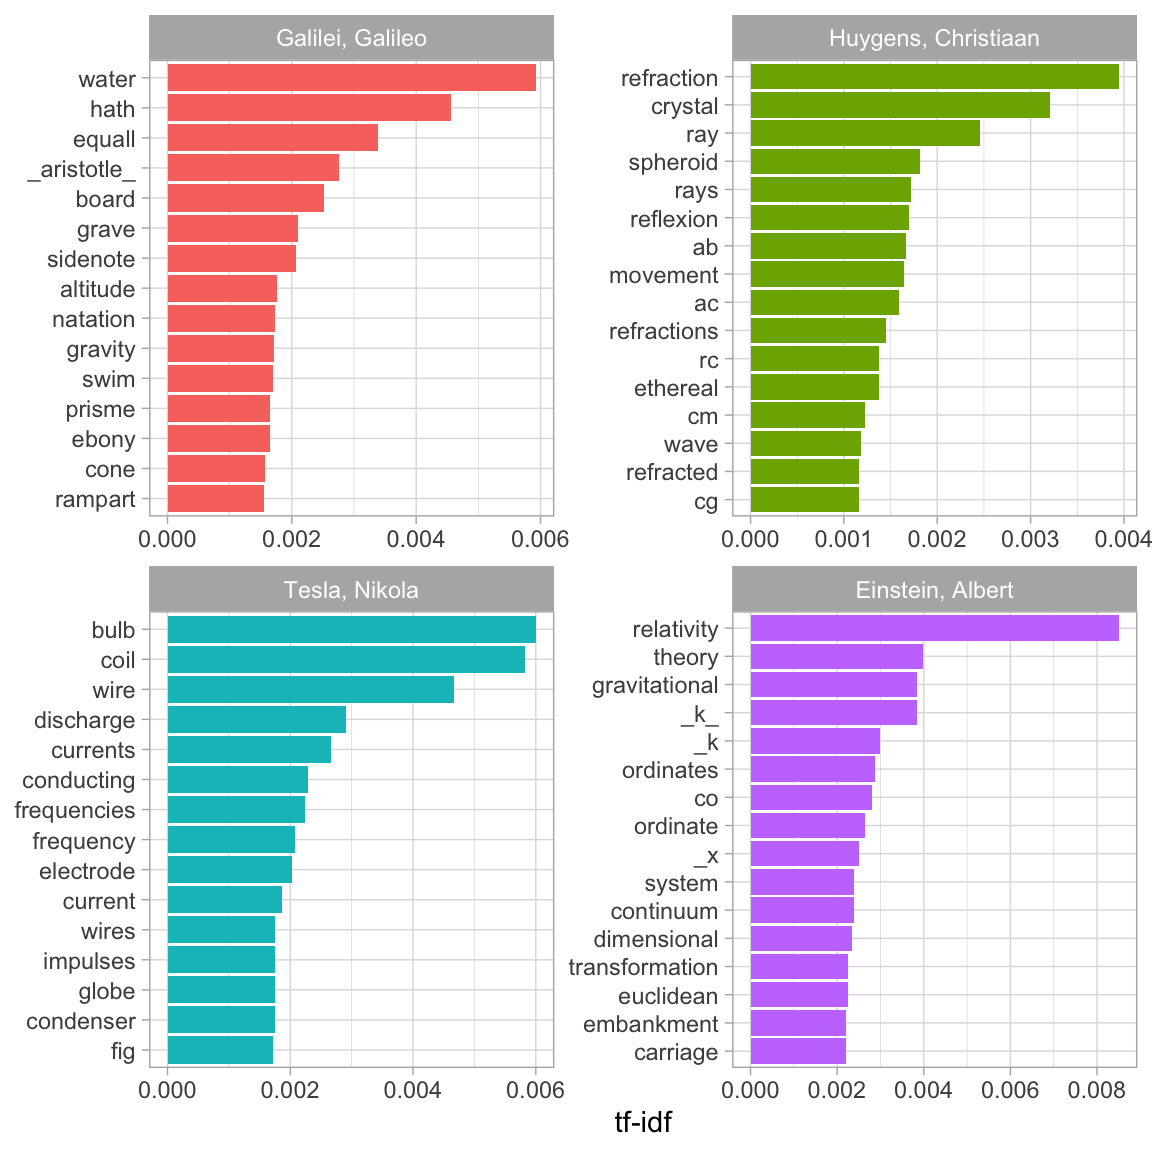 Galilei, Galileo
water
hath
equall
_aristotle_
board
grave
sidenote
altitude
natation
gravity
swim
prisme
ebony
cone
rampart
0.000 0.002 0.004 0.006
Huygens, Christiaan
refraction
crystal
ray
spheroid
rays
reflexion
ab
movement
ac
refractions
rc
ethereal
cm
wave
refracted
cg
0.000 0.001 0.002 0.003 0.004
Tesla, Nikola
bulb
coil
wire
discharge
currents
conducting
frequencies
frequency
electrode
current
wires
impulses
globe
condenser
fig
0.000 0.002 0.004 0.006
Einstein, Albert
relativity
theory
gravitational
_k_
_k
ordinates
co
ordinate
_x
system
continuum
dimensional
transformation
euclidean
embankment
carriage
0.000 0.002 0.004 0.006 0.008
tf-idf